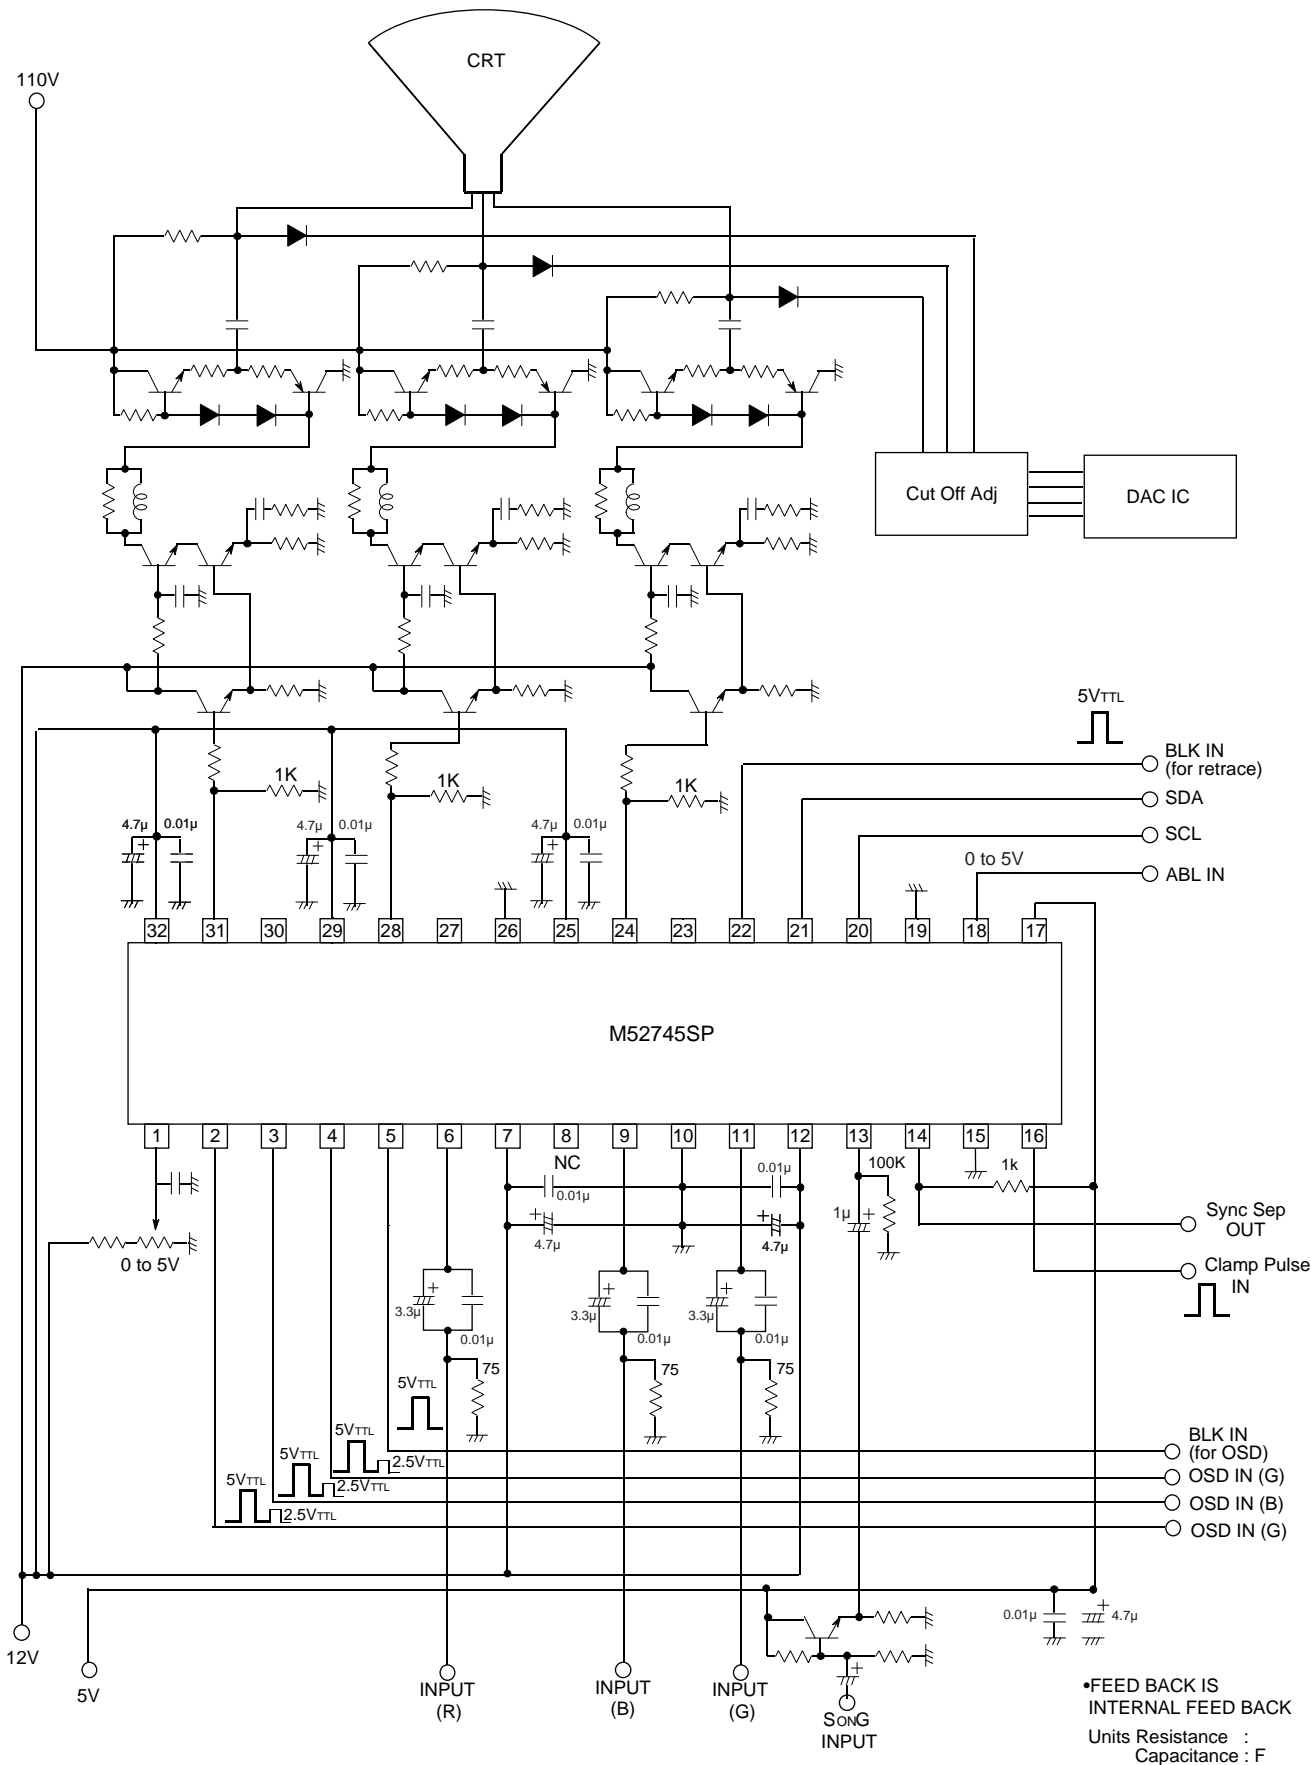 CRT
110V
Cut Off Adj
DAC IC
5VTTL
BLK IN
(for retrace)
1K
1K
1K
SDA
4.7µ
+
0.01µ
4.7µ
+
0.01µ
4.7µ
+
0.01µ
SCL
0 to 5V
ABL IN
32
31
30
29
28
27
26
25
24
23
22
21
20
19
18
17
M52745SP
1
2
3
4
5
6
7
8
9
10
11
12
13
14
15
16
NC
0.01µ
0.01µ
100K
1k
+
4.7µ
+
4.7µ
1µ
+
Sync Sep
OUT
0 to 5V
Clamp Pulse
IN
+
3.3µ
0.01µ
+
3.3µ
0.01µ
+
3.3µ
0.01µ
75
75
75
5VTTL
5VTTL
2.5VTTL
BLK IN
(for OSD)
5VTTL
2.5VTTL
OSD IN (G)
5VTTL
2.5VTTL
OSD IN (B)
OSD IN (G)
12V
5V
0.01µ
+
4.7µ
INPUT
(R)
INPUT
(B)
INPUT
(G)
+
SONG
INPUT
•FEED BACK IS
INTERNAL FEED BACK
Units Resistance :
Capacitance : F